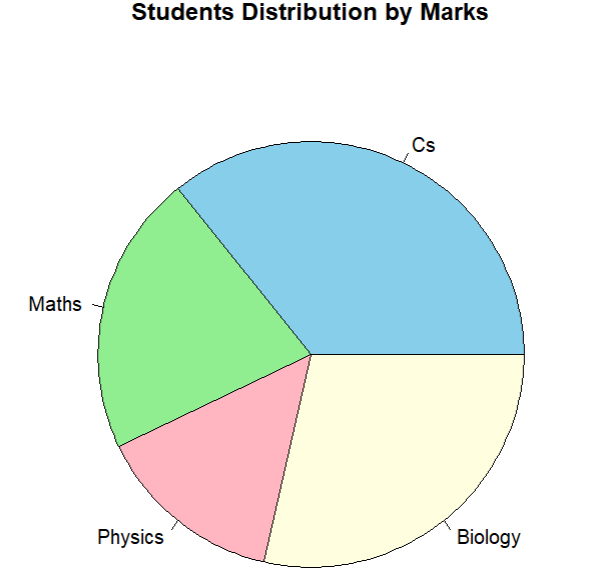 Students Distribution by Marks
Cs
Maths
Physics
Biology